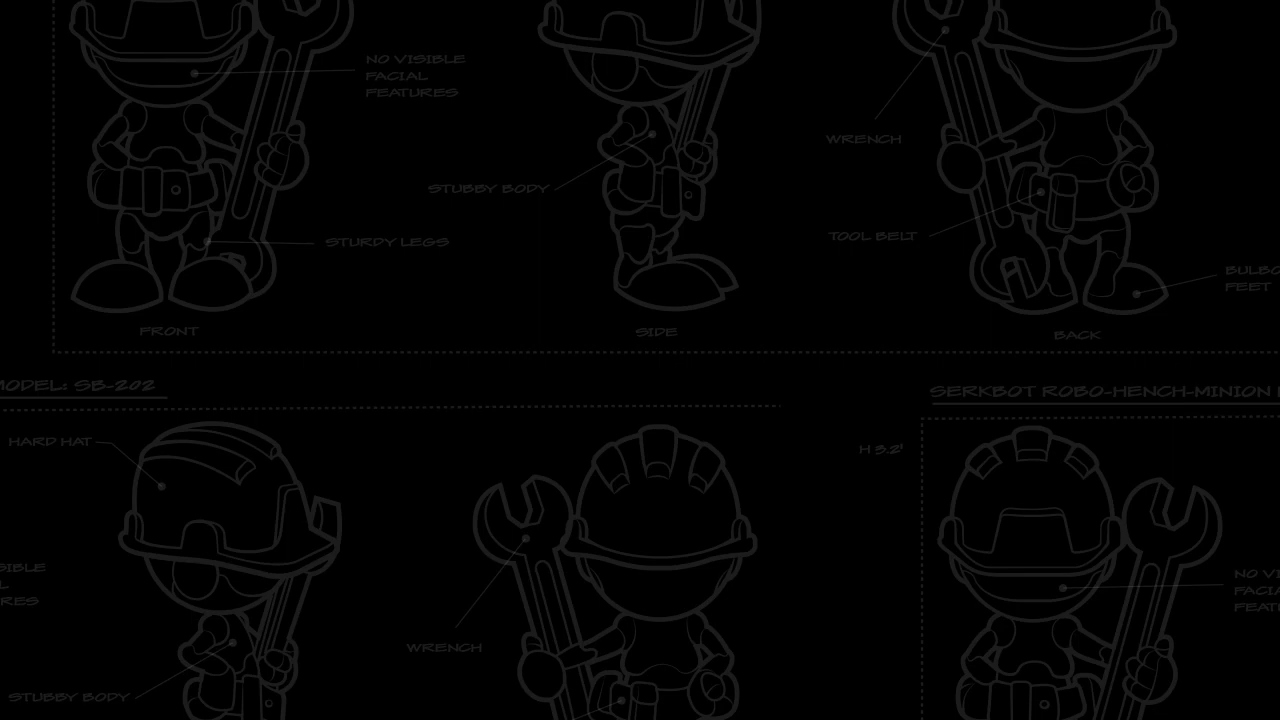 NO VISIBLE
FACIAL
FEATURES
WRENCH
STUBBY BODY
TOOL BELT
STURDY LEGS
FEET
FRONT
SIDE
BACK
MODEL: SB-202
SERKBOT ROBO-HENCH-MINION
HARD HAT
H 3.2'
WRENCH
STUBBY BODY
NO